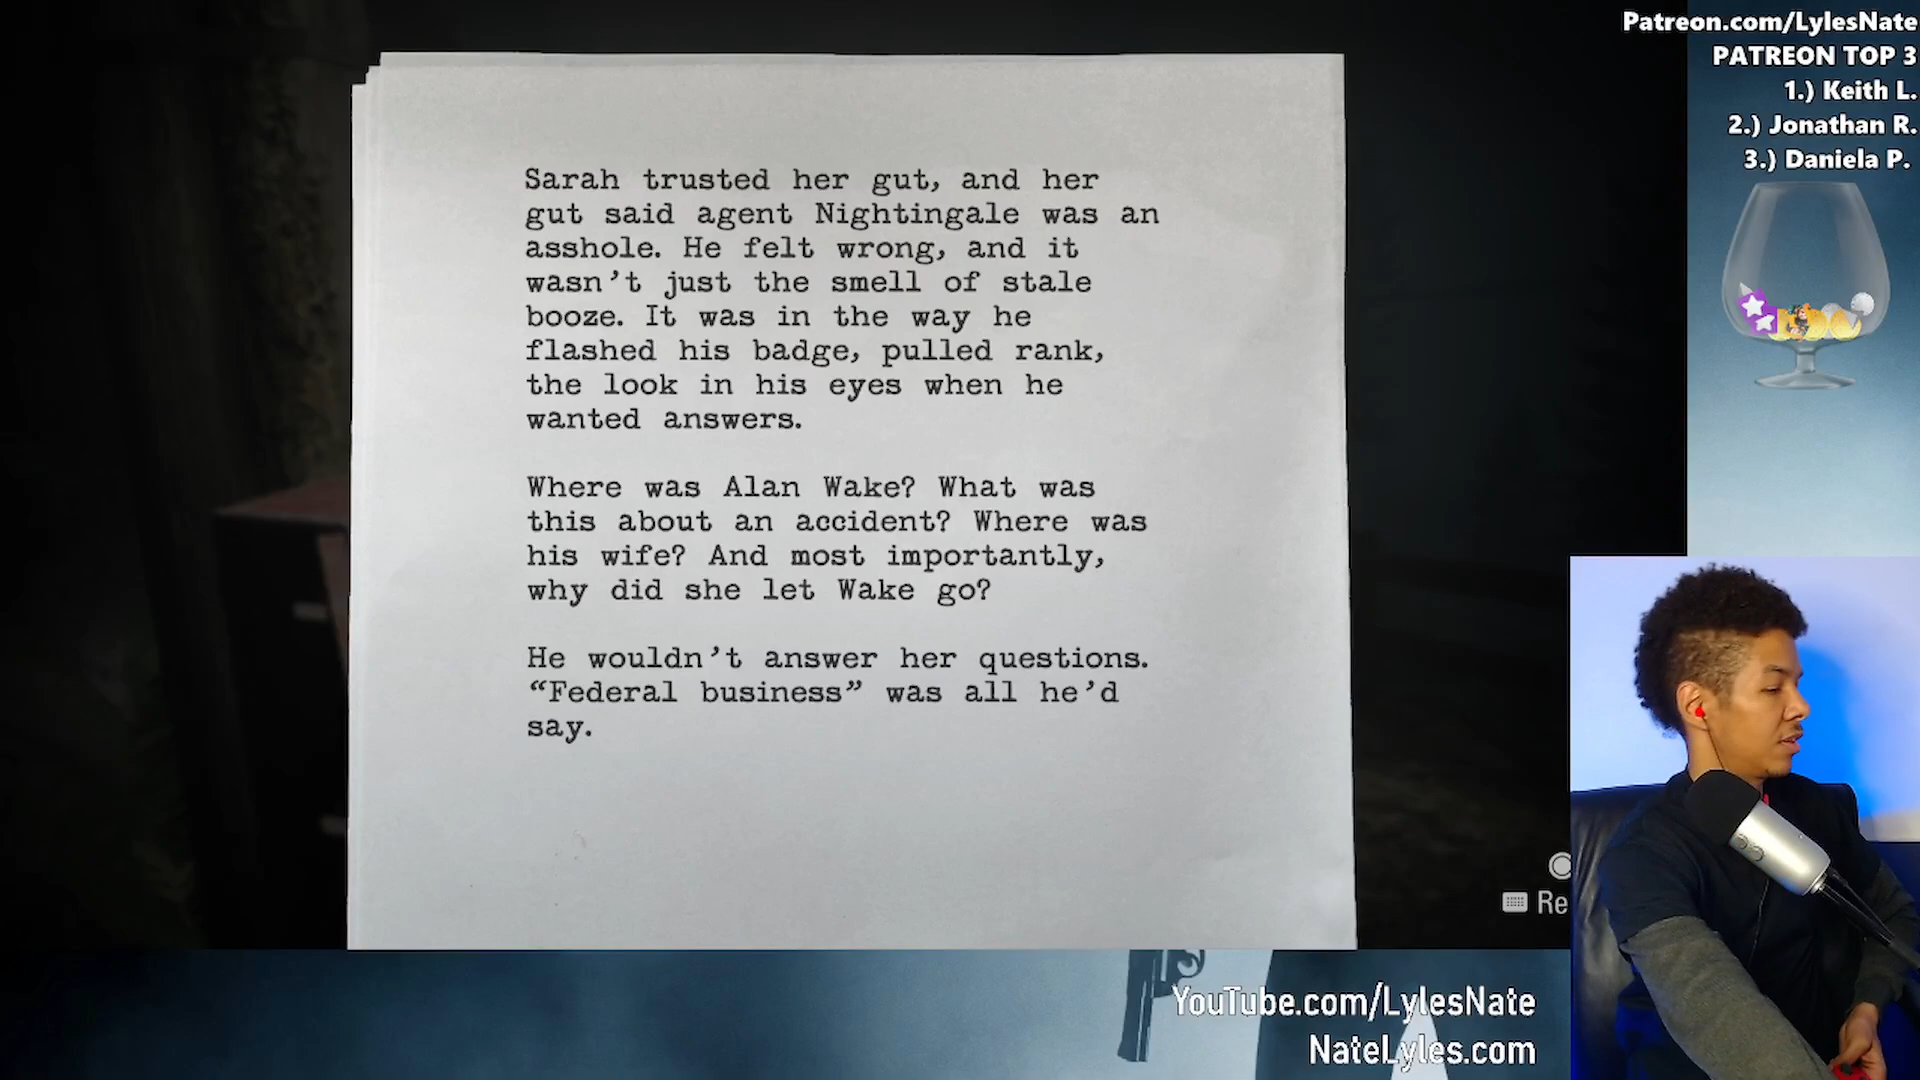 Patreon.com/LylesNate
PATREON TOP 3
1.) Keith L.
2.) Jonathan R.
3.) Daniela P.
Sarah trusted her gut, and her
gut said agent Nightingale was an
asshole. He felt wrong, and it
wasn’t just the smell of stale
booze. It was in the way he
flashed his badge, pulled rank,
the look in his eyes when he
wanted answers.
Where was Alan Wake? What was
this about an accident? Where was
his wife? And most importantly,
why did she let Wake go?
He wouldn’t answer her questions.
“Federal business” was all he’d
say.
YouTube.com/LylesNate
NateLyles.com